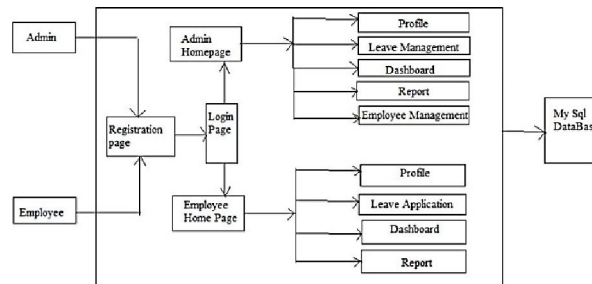 Admin
Employee
Registration
page
Login
Page
Admin
Homepage
Profile
Leave Management
Dashboard
Report
Employee Management
Employee
Home Page
Profile
Leave Application
Dashboard
Report
My Sql
DataBas